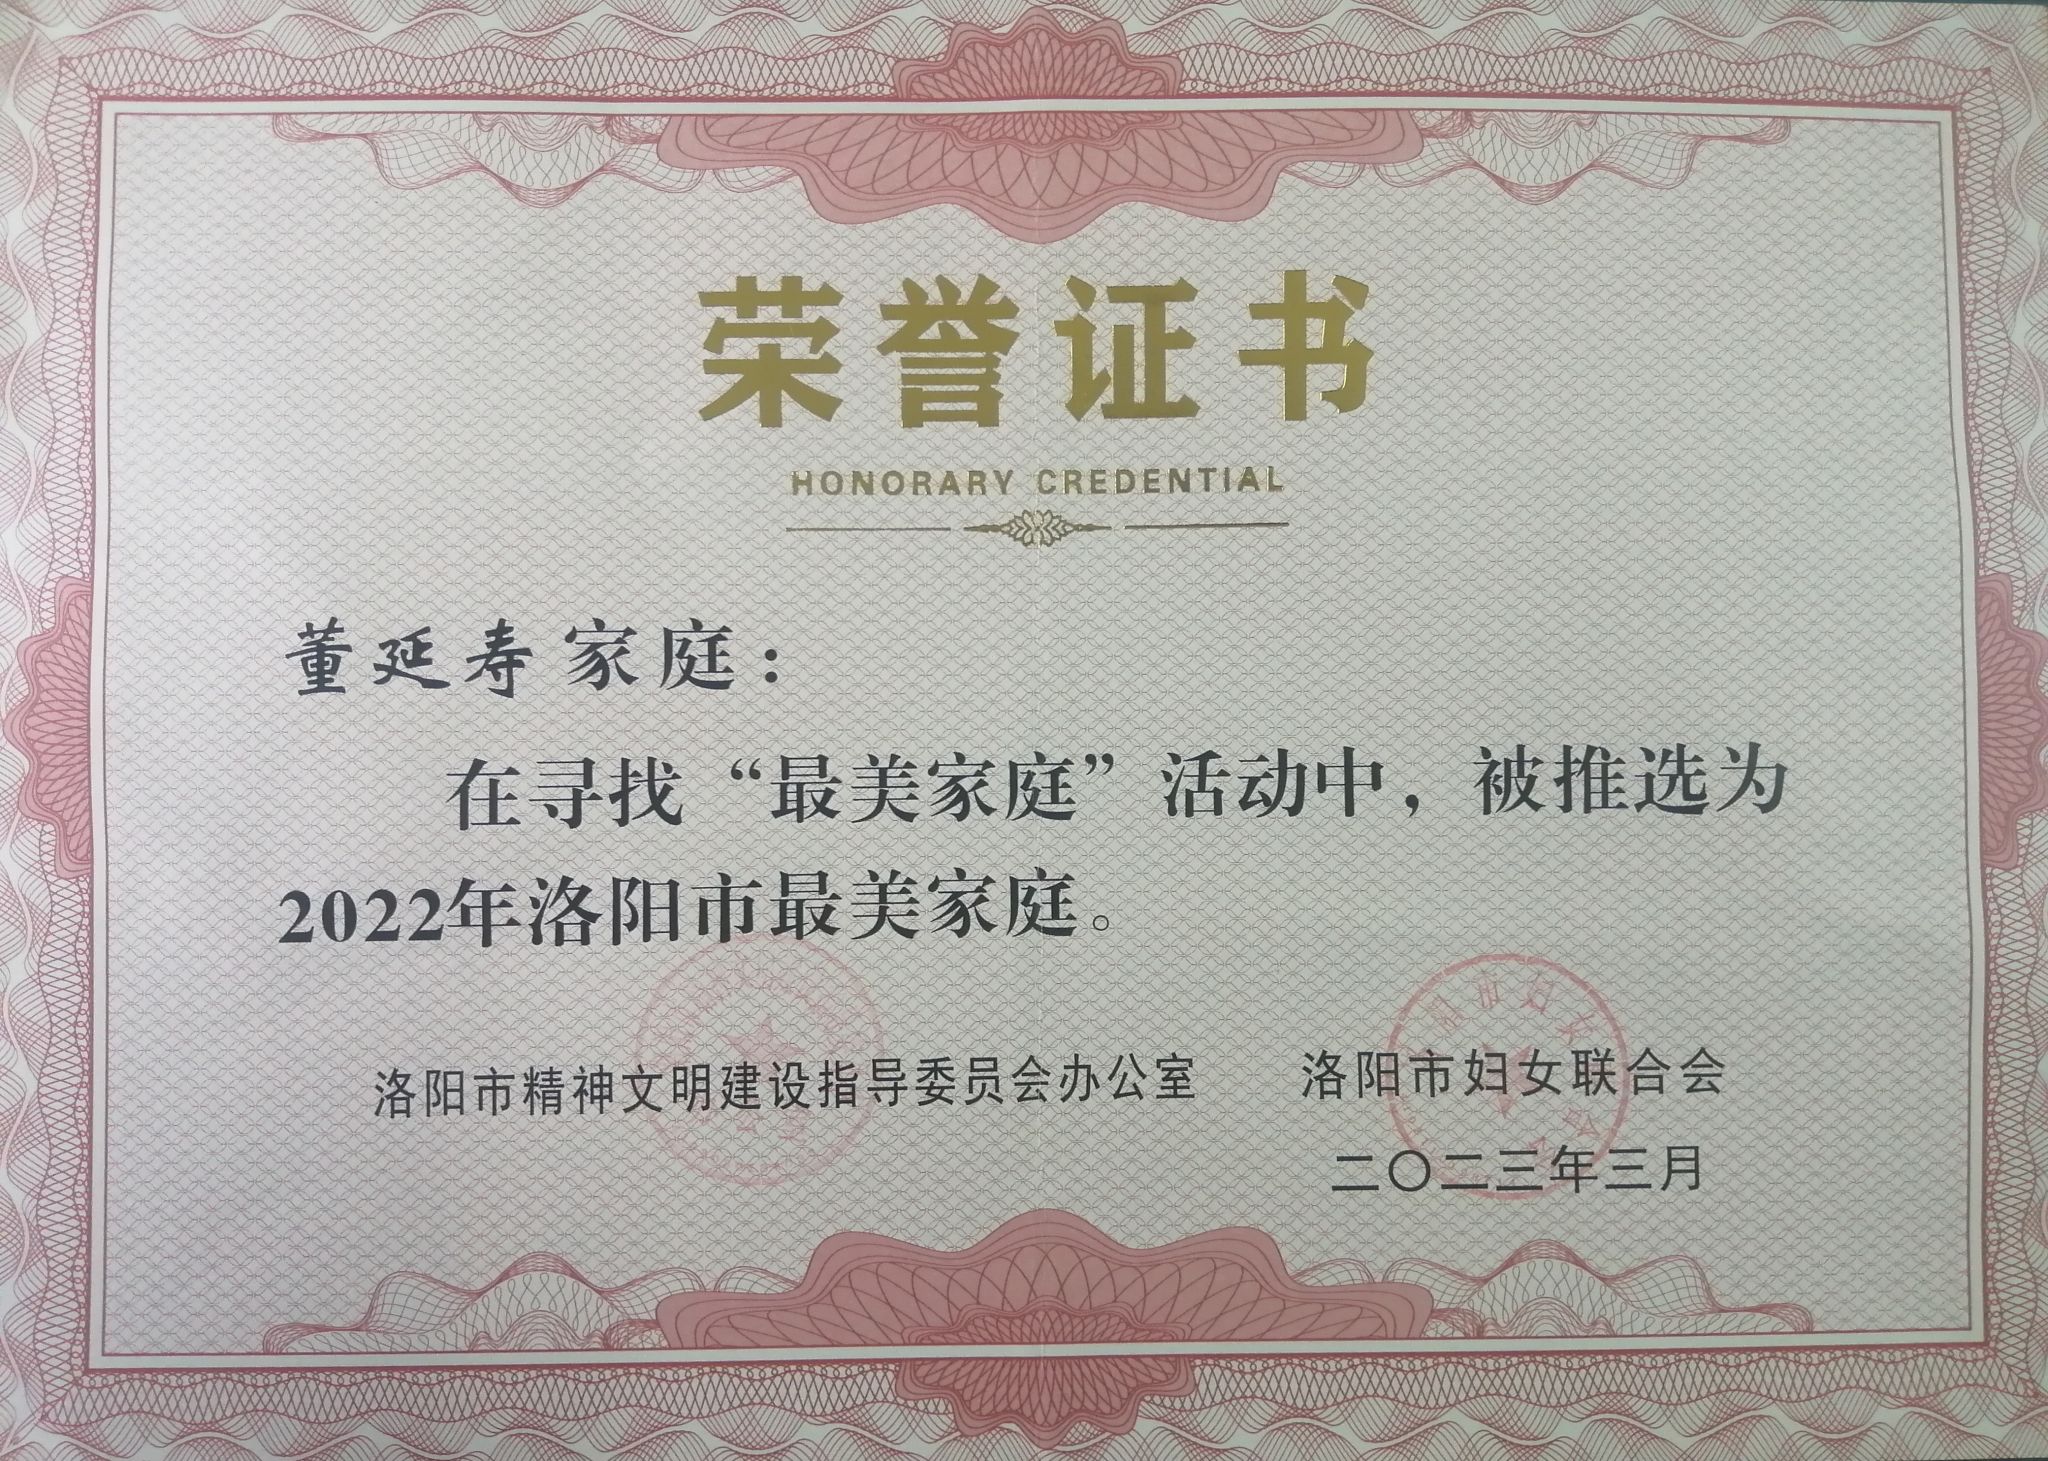 荣誉证书
HONORARY CREDENTIAL
董延寿家庭：
在寻找“最美家庭”活动中，被推选为
2022年洛阳市最美家庭。
洛阳市精神文明建设指导委员会办公室 洛阳市妇女联合会
二〇二三年三月